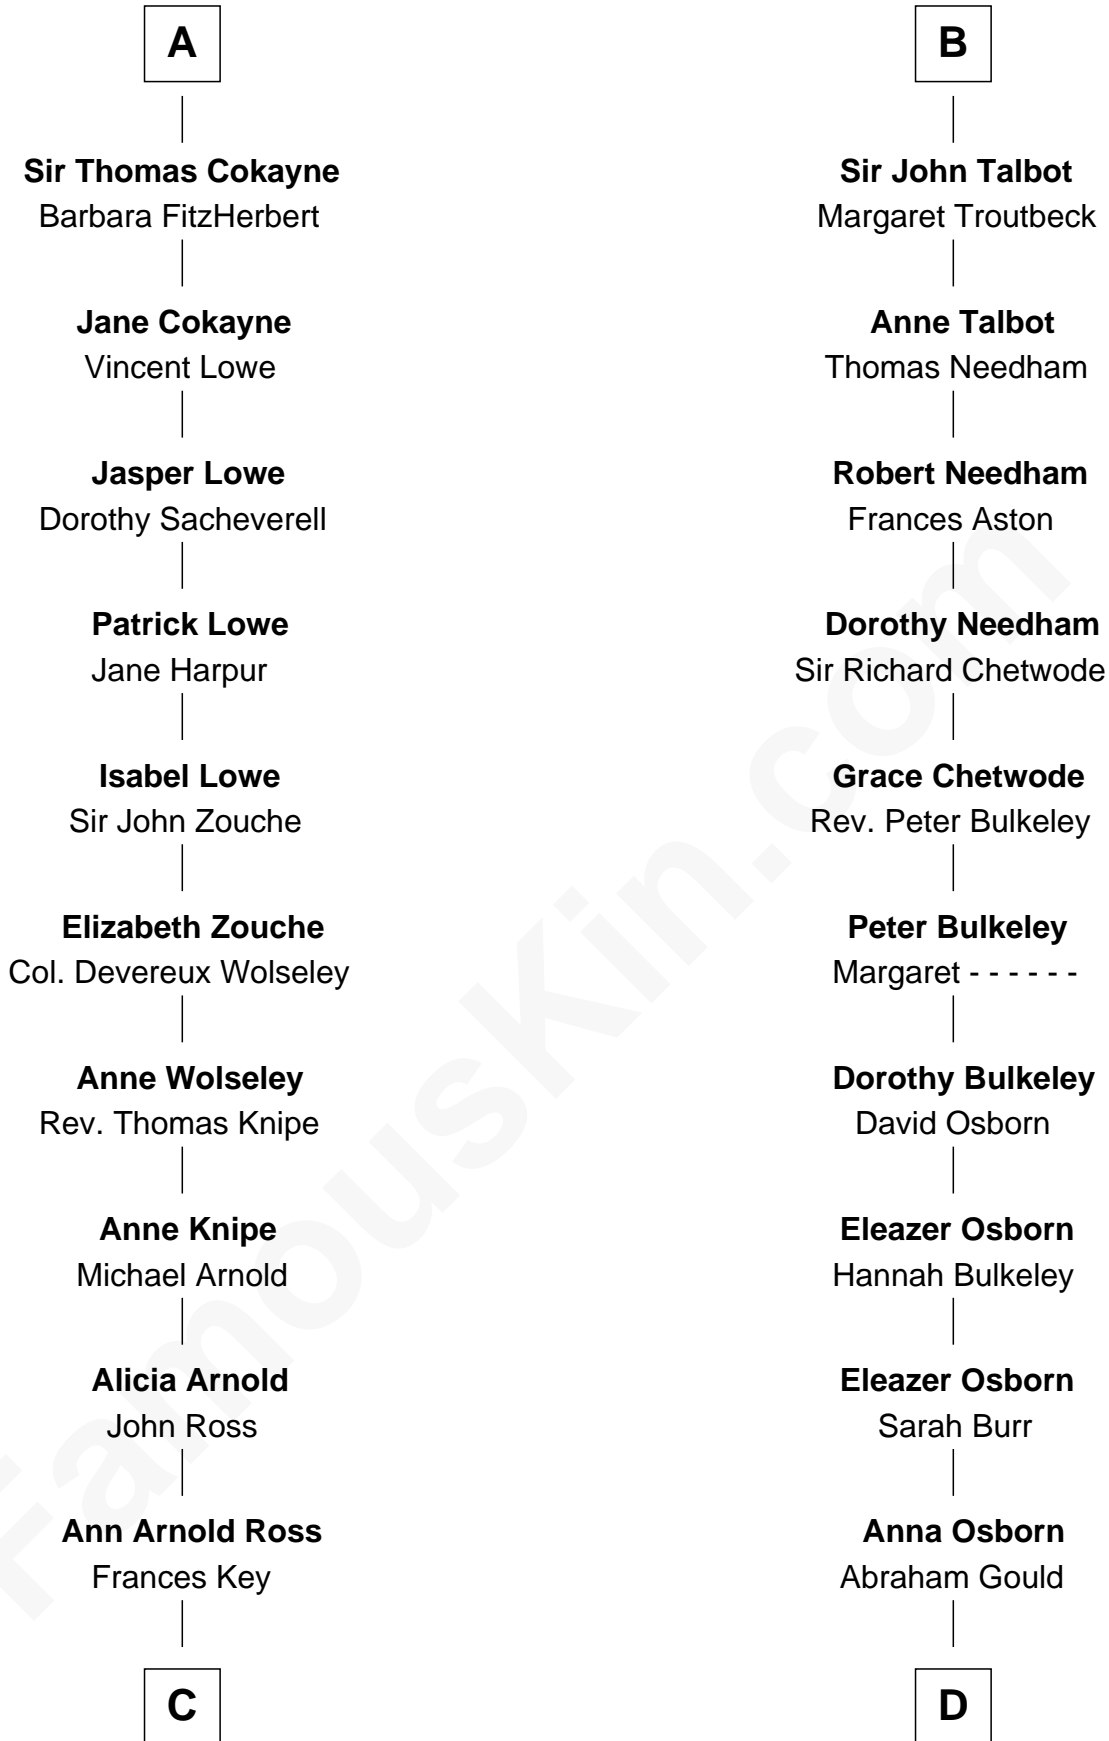 A
Sir Thomas Cokayne
Barbara FitzHerbert
Jane Cokayne
Vincent Lowe
Jasper Lowe
Dorothy Sacheverell
Patrick Lowe
Jane Harpur
Isabel Lowe
Sir John Zouche
Elizabeth Zouche
Col. Devereux Wolseley
Anne Wolseley
Rev. Thomas Knipe
Anne Knipe
Michael Arnold
Alicia Arnold
John Ross
Ann Arnold Ross
Frances Key
C
B
Sir John Talbot
Margaret Troutbeck
Anne Talbot
Thomas Needham
Robert Needham
Frances Aston
Dorothy Needham
Sir Richard Chetwode
Grace Chetwode
Rev. Peter Bulkeley
Peter Bulkeley
Margaret - - - - - -
Dorothy Bulkeley
David Osborn
Eleazer Osborn
Hannah Bulkeley
Eleazer Osborn
Sarah Burr
Anna Osborn
Abraham Gould
D
FamousKin.com